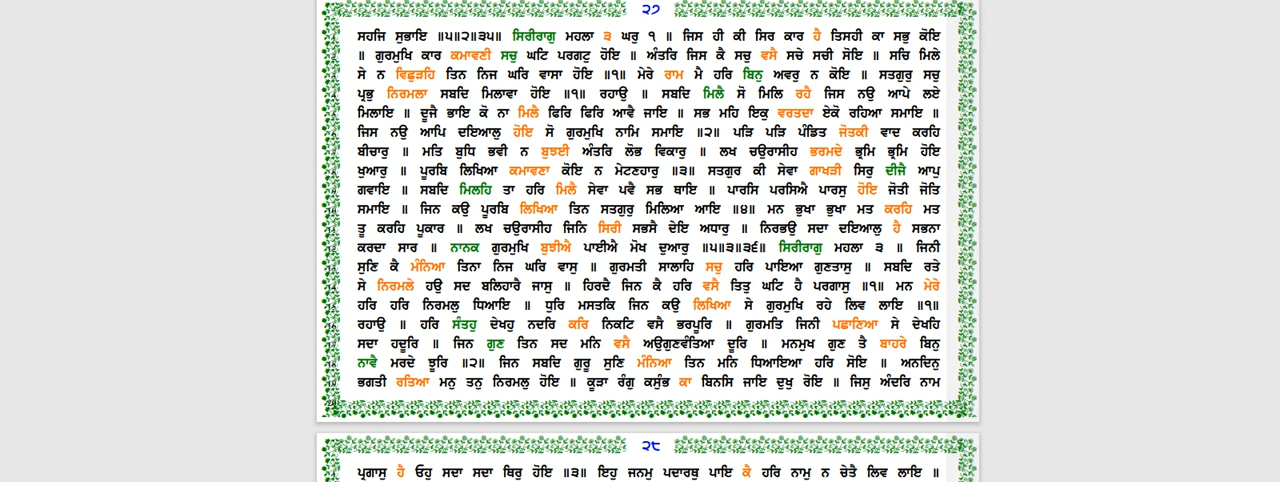 ੨੭
ਸਹਜਿ ਸੁਭਾਇ ॥੫॥੨॥੩੫॥ ਸਿਰੀਰਾਗੁ ਮਹਲਾ ੩ ਘਰੁ ੧ ॥ ਜਿਸ ਹੀ ਕੀ ਸਿਰ ਕਾਰ ਹੈ ਤਿਸਹੀ ਕਾ ਸਭੁ ਕੋਇ
॥ ਗੁਰਮੁਖਿ ਕਾਰ ਕਮਾਵਣੀ ਸਚੁ ਘਟਿ ਪਰਗਟੁ ਹੋਇ ॥ ਅੰਤਰਿ ਜਿਸ ਕੈ ਸਚੁ ਵਸੈ ਸਚੇ ਸਚੀ ਸੋਇ ॥ ਸਚਿ ਮਿਲੇ
ਸੇ ਨ ਵਿਛੁੜਹਿ ਤਿਨ ਨਿਜ ਘਰਿ ਵਾਸਾ ਹੋਇ ॥੧॥ ਮੇਰੇ ਰਾਮ ਮੈ ਹਰਿ ਬਿਨੁ ਅਵਰੁ ਨ ਕੋਇ ॥ ਸਤਗੁਰੁ ਸਚੁ
ਪ੍ਰਭੁ ਨਿਰਮਲਾ ਸਬਦਿ ਮਿਲਾਵਾ ਹੋਇ ॥੧॥ ਰਹਾਉ ॥ ਸਬਦਿ ਮਿਲੈ ਸੋ ਮਿਲਿ ਰਹੈ ਜਿਸ ਨਉ ਆਪੇ ਲਏ
ਮਿਲਾਇ ॥ ਦੂਜੈ ਭਾਇ ਕੋ ਨਾ ਮਿਲੈ ਫਿਰਿ ਫਿਰਿ ਆਵੈ ਜਾਇ ॥ ਸਭ ਮਹਿ ਇਕੁ ਵਰਤਦਾ ਏਕੋ ਰਹਿਆ ਸਮਾਇ ॥
ਜਿਸ ਨਉ ਆਪਿ ਦਇਆਲੁ ਹੋਇ ਸੋ ਗੁਰਮੁਖਿ ਨਾਮਿ ਸਮਾਇ ॥੨॥ ਪੜਿ ਪੜਿ ਪੰਡਿਤ ਜੋਤਕੀ ਵਾਦ ਕਰਹਿ
ਬੀਚਾਰੁ ॥ ਮਤਿ ਬੁਧਿ ਭਵੀ ਨ ਬੁਝਈ ਅੰਤਰਿ ਲੋਭ ਵਿਕਾਰੁ ॥ ਲਖ ਚਉਰਾਸੀਹ ਭਰਮਦੇ ਭ੍ਰਮਿ ਭ੍ਰਮਿ ਹੋਇ
ਖੁਆਰੁ ॥ ਪੂਰਬਿ ਲਿਖਿਆ ਕਮਾਵਣਾ ਕੋਇ ਨ ਮੇਟਣਹਾਰੁ ॥੩॥ ਸਤਗੁਰ ਕੀ ਸੇਵਾ ਗਾਖੜੀ ਸਿਰੁ ਦੀਜੈ ਆਪੁ
ਗਵਾਇ ॥ ਸਬਦਿ ਮਿਲਹਿ ਤਾ ਹਰਿ ਮਿਲੈ ਸੇਵਾ ਪਵੈ ਸਭ ਥਾਇ ॥ ਪਾਰਸਿ ਪਰਸਿਐ ਪਾਰਸੁ ਹੋਇ ਜੋਤੀ ਜੋਤਿ
ਸਮਾਇ ॥ ਜਿਨ ਕਉ ਪੂਰਬਿ ਲਿਖਿਆ ਤਿਨ ਸਤਗੁਰੁ ਮਿਲਿਆ ਆਇ ॥੪॥ ਮਨ ਭੁਖਾ ਭੁਖਾ ਮਤ ਕਰਹਿ ਮਤ
ਤੂ ਕਰਹਿ ਪੂਕਾਰ ॥ ਲਖ ਚਉਰਾਸੀਹ ਜਿਨਿ ਸਿਰੀ ਸਭਸੈ ਦੇਇ ਅਧਾਰੁ ॥ ਨਿਰਭਉ ਸਦਾ ਦਇਆਲੁ ਹੈ ਸਭਨਾ
ਕਰਦਾ ਸਾਰ ॥ ਨਾਨਕ ਗੁਰਮੁਖਿ ਬੁਝੀਐ ਪਾਈਐ ਮੋਖ ਦੁਆਰੁ ॥੫॥੩॥੩੬॥ ਸਿਰੀਰਾਗੁ ਮਹਲਾ ੩ ॥ ਜਿਨੀ
ਸੁਣਿ ਕੈ ਮੰਨਿਆ ਤਿਨਾ ਨਿਜ ਘਰਿ ਵਾਸੁ ॥ ਗੁਰਮਤੀ ਸਾਲਾਹਿ ਸਚੁ ਹਰਿ ਪਾਇਆ ਗੁਣਤਾਸੁ ॥ ਸਬਦਿ ਰਤੇ
ਸੇ ਨਿਰਮਲੇ ਹਉ ਸਦ ਬਲਿਹਾਰੈ ਜਾਸੁ ॥ ਹਿਰਦੈ ਜਿਨ ਕੈ ਹਰਿ ਵਸੈ ਤਿਤੁ ਘਟਿ ਹੈ ਪਰਗਾਸੁ ॥੧॥ ਮਨ ਮੇਰੇ
ਹਰਿ ਹਰਿ ਨਿਰਮਲੁ ਧਿਆਇ ॥ ਧੁਰਿ ਮਸਤਕਿ ਜਿਨ ਕਉ ਲਿਖਿਆ ਸੇ ਗੁਰਮੁਖਿ ਰਹੇ ਲਿਵ ਲਾਇ ॥੧॥
ਰਹਾਉ ॥ ਹਰਿ ਸੰਤਹੁ ਦੇਖਹੁ ਨਦਰਿ ਕਰਿ ਨਿਕਟਿ ਵਸੈ ਭਰਪੂਰਿ ॥ ਗੁਰਮਤਿ ਜਿਨੀ ਪਛਾਣਿਆ ਸੇ ਦੇਖਹਿ
ਸਦਾ ਹਦੂਰਿ ॥ ਜਿਨ ਗੁਣ ਤਿਨ ਸਦ ਮਨਿ ਵਸੈ ਅਉਗੁਣਵੰਤਿਆ ਦੂਰਿ ॥ ਮਨਮੁਖ ਗੁਣ ਤੈ ਬਾਹਰੇ ਬਿਨੁ
ਨਾਵੈ ਮਰਦੇ ਝੂਰਿ ॥੨॥ ਜਿਨ ਸਬਦਿ ਗੁਰੂ ਸੁਣਿ ਮੰਨਿਆ ਤਿਨ ਮਨਿ ਧਿਆਇਆ ਹਰਿ ਸੋਇ ॥ ਅਨਦਿਨੁ
ਭਗਤੀ ਰਤਿਆ ਮਨੁ ਤਨੁ ਨਿਰਮਲੁ ਹੋਇ ॥ ਕੂੜਾ ਰੰਗੁ ਕਸੁੰਭ ਕਾ ਬਿਨਸਿ ਜਾਇ ਦੁਖੁ ਰੋਇ ॥ ਜਿਸੁ ਅੰਦਰਿ ਨਾਮ
੨੮
ਪ੍ਰਗਾਸੁ ਹੈ ਓਹੁ ਸਦਾ ਸਦਾ ਥਿਰੁ ਹੋਇ ॥੩॥ ਇਹੁ ਜਨਮੁ ਪਦਾਰਥੁ ਪਾਇ ਕੈ ਹਰਿ ਨਾਮੁ ਨ ਚੇਤੈ ਲਿਵ ਲਾਇ ॥